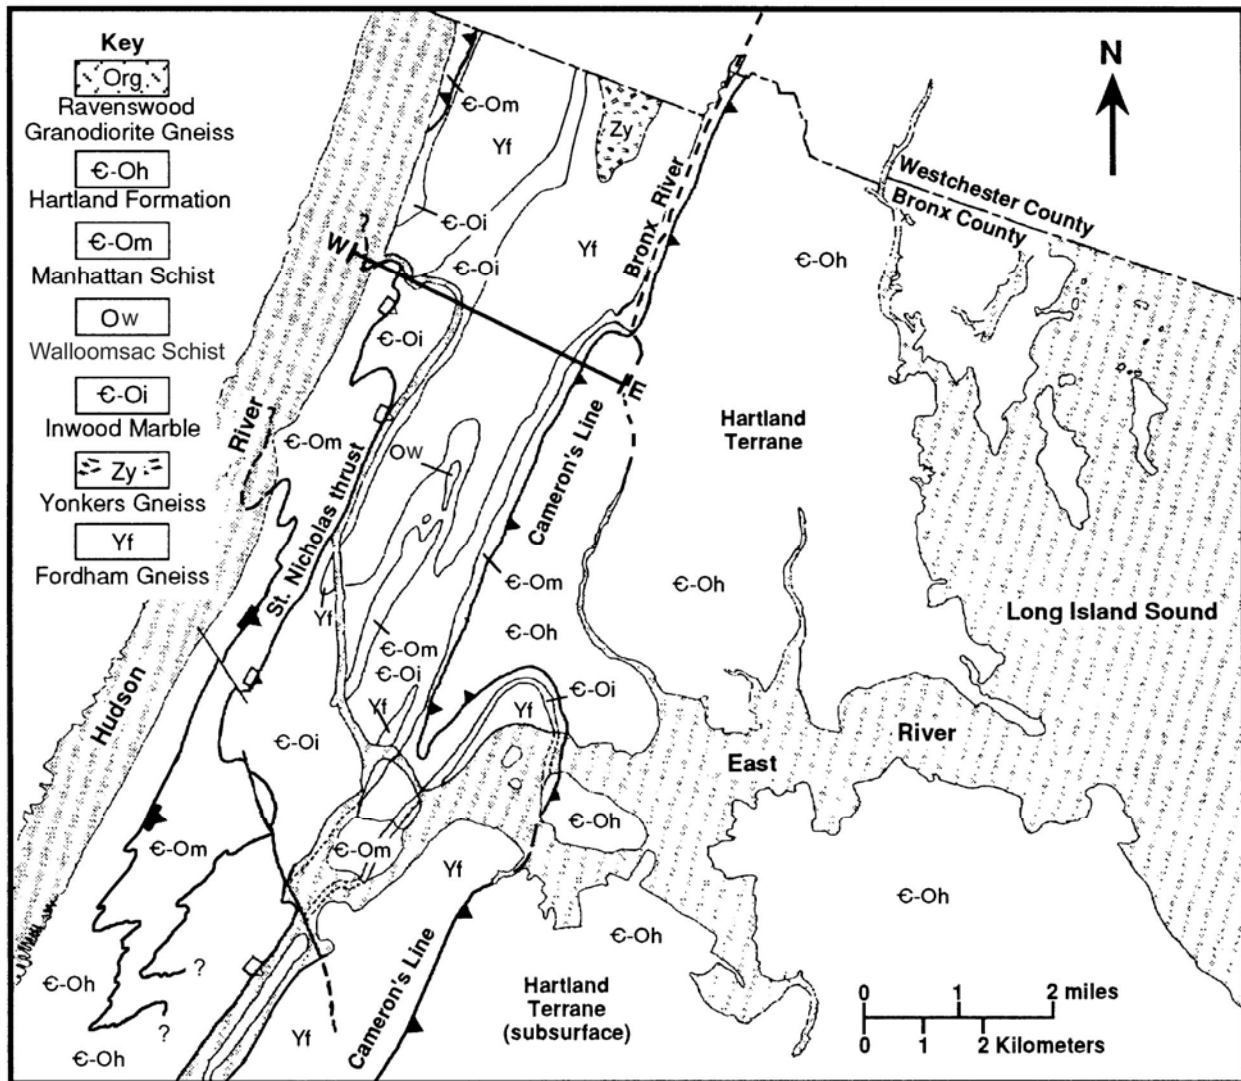 Key
Org
Ravenswood
Granodiorite Gneiss
Є-Oh
Hartland Formation
Є-Om
Manhattan Schist
Ow
Walloomsac Schist
Є-Oi
Inwood Marble
Zy
Yonkers Gneiss
Yf
Fordham Gneiss
N
Є-Om
Yf
Zy
Є-Oi
Є-Oi
Yf
Bronx River
Westchester County
Bronx County
Є-Oh
?
W
E
Є-Oi
Є-Om
River
Hudson
St. Nicholas thrust
Ow
Cameron's Line
Hartland
Terrane
Є-Om
Є-Oh
Є-Oh
Long Island Sound
Yf
Є-Om
Є-Oi
Yf
Є-Oi
Yf
Є-Oi
East
River
Є-Oh
Є-Om
Є-Om
Yf
Є-Oh
Є-Oh
Є-Oh
?
?
Є-Oh
Yf
Cameron's Line
Hartland
Terrane
(subsurface)
0 1 2 miles
0 1 2 Kilometers